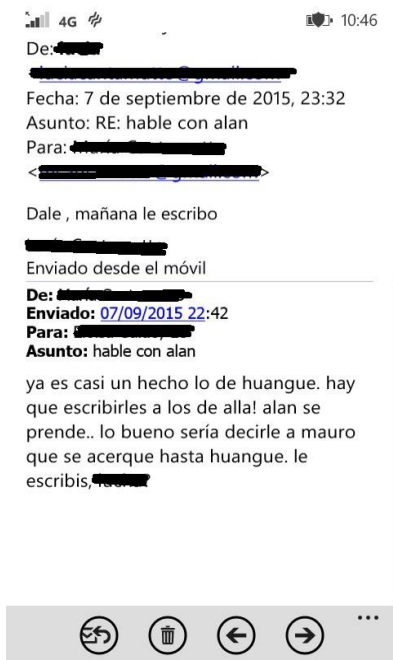 4G 10:46
De:
@gmail.com
Fecha: 7 de septiembre de 2015, 23:32
Asunto: RE: hable con alan
Para:
<
>
Dale , mañana le escribo
Enviado desde el móvil
De:
Enviado: 07/09/2015 22:42
Para:
Asunto: hable con alan
ya es casi un hecho lo de huangue. hay
que escribirles a los de alla! alan se
prende.. lo bueno sería decirle a mauro
que se acerque hasta huangue. le
escribis,